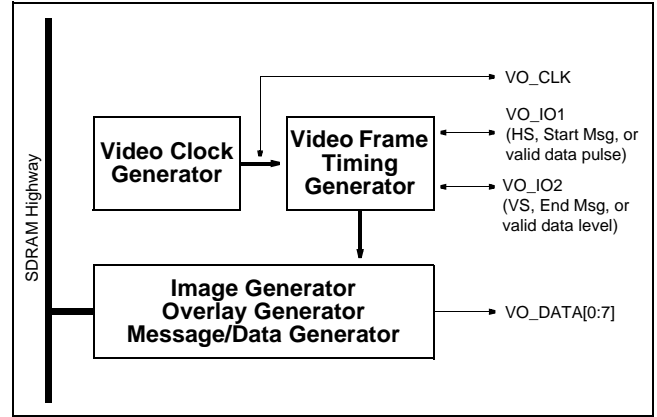 VO_CLK
VO_IO1
(HS, Start Msg, or
valid data pulse)
Video Clock
Generator
Video Frame
Timing
Generator
VO_IO2
(VS, End Msg, or
valid data level)
SDRAM Highway
Image Generator
Overlay Generator
Message/Data Generator
VO_DATA[0:7]